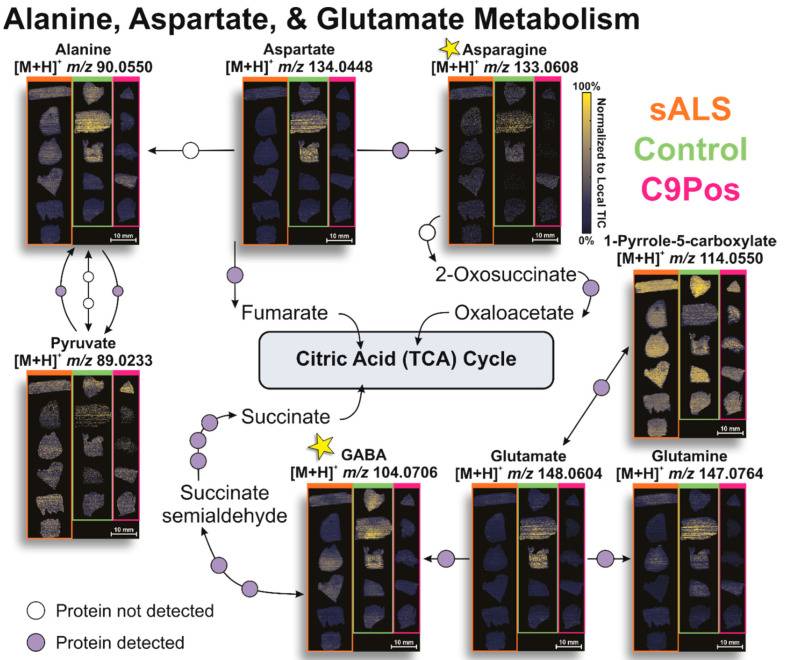 Alanine, Aspartate, & Glutamate Metabolism
Alanine
[M+H]⁺ m/z 90.0550
Aspartate
[M+H]⁺ m/z 134.0448
Asparagine
[M+H]⁺ m/z 133.0608
100%
Normalized to Local TIC
0%
sALS
Control
C9Pos
10 mm
10 mm
10 mm
1-Pyrrole-5-carboxylate
[M+H]⁺ m/z 114.0550
2-Oxosuccinate
Fumarate
Oxaloacetate
Pyruvate
[M+H]⁺ m/z 89.0233
Citric Acid (TCA) Cycle
Succinate
10 mm
GABA
[M+H]⁺ m/z 104.0706
Glutamate
[M+H]⁺ m/z 148.0604
Glutamine
[M+H]⁺ m/z 147.0764
Succinate
semialdehyde
10 mm
Protein not detected
Protein detected
10 mm
10 mm
10 mm